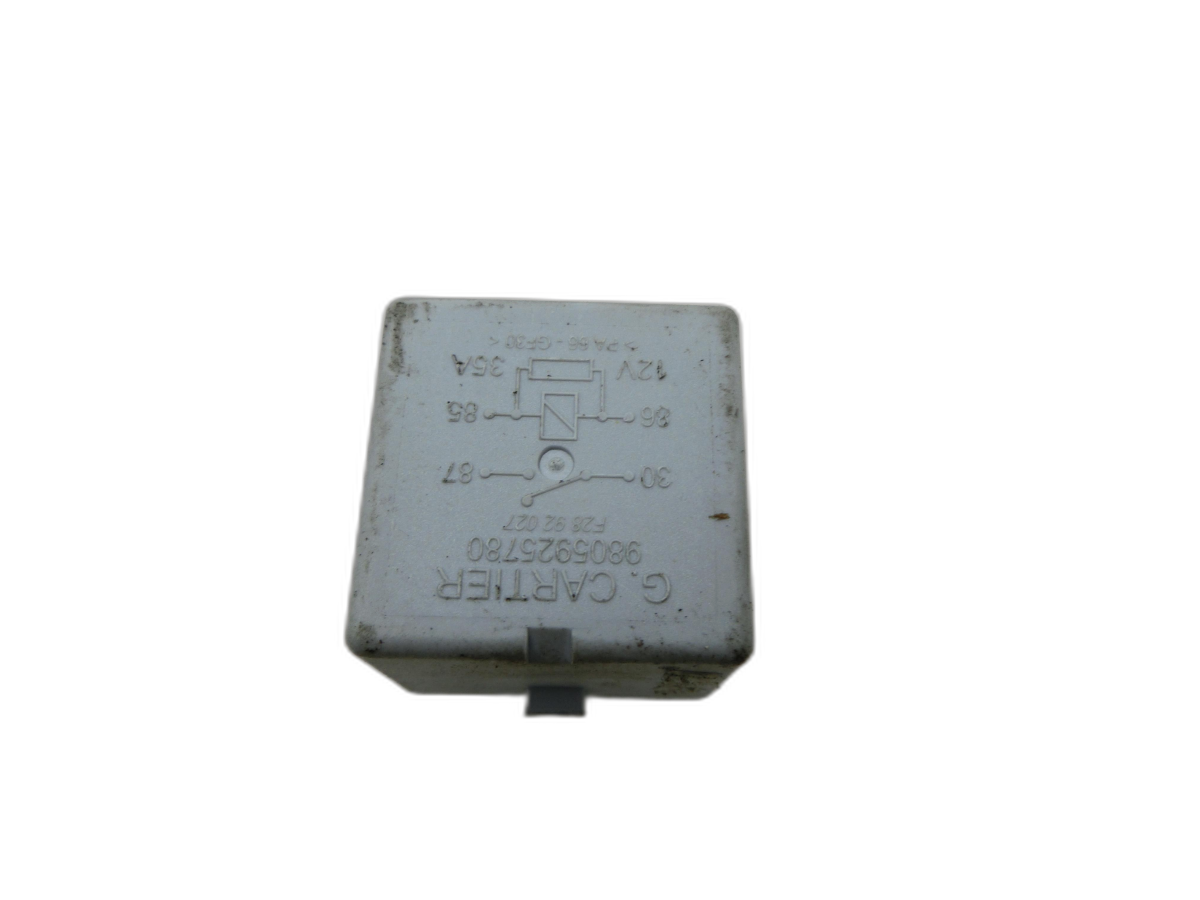 G. CARTIER
9805925780
F28 92 027
30 87
86 85
12V 35A
>PA 66 - GF30<